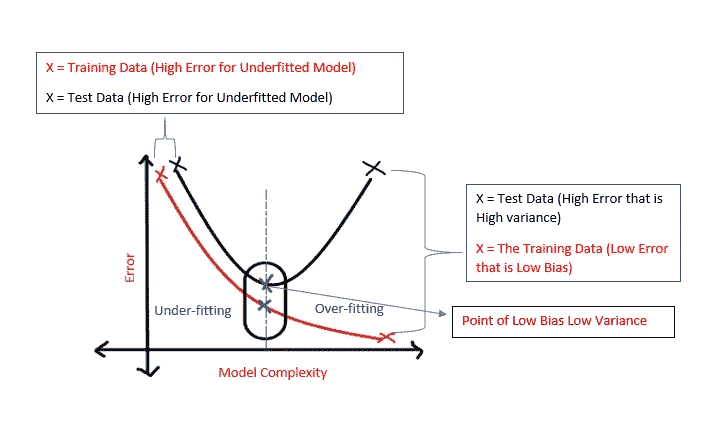 X = Training Data (High Error for Underfitted Model)
X = Test Data (High Error for Underfitted Model)
X = Test Data (High Error that is
High variance)
X = The Training Data (Low Error
that is Low Bias)
Error
Under-fitting
Over-fitting
Point of Low Bias Low Variance
Model Complexity